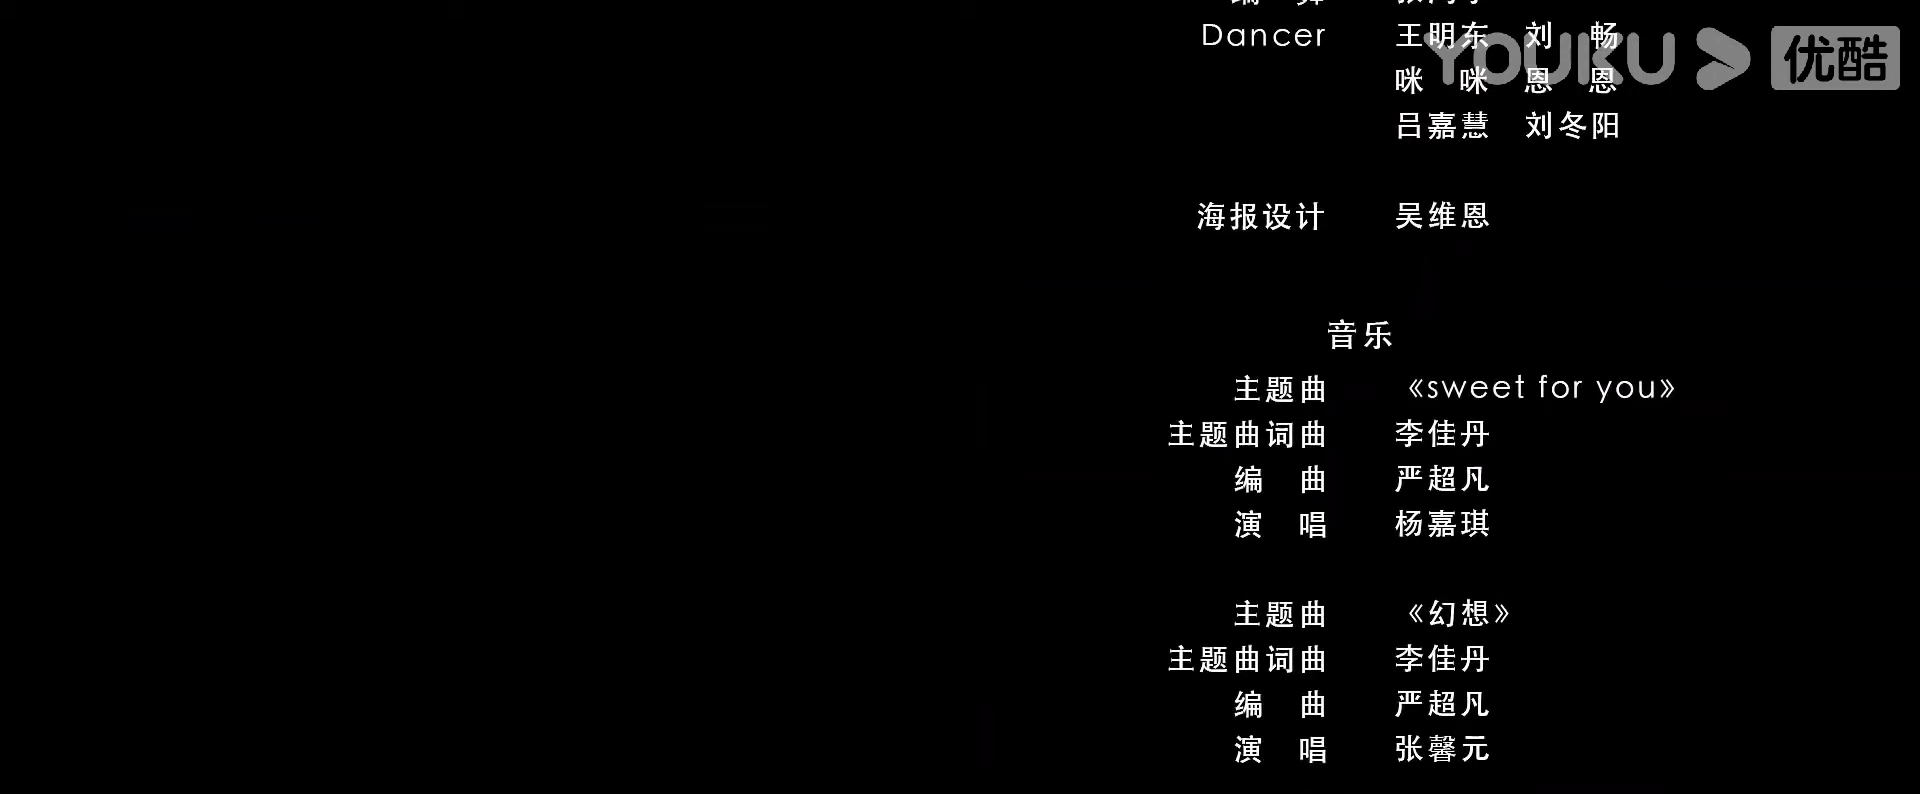 Dancer 王明东 刘 畅
YOUKU 优酷
咪 咪 恩 恩
吕嘉慧 刘冬阳
海报设计 吴维恩
音乐
主题曲 《sweet for you》
主题曲词曲 李佳丹
编 曲 严超凡
演 唱 杨嘉琪
主题曲 《幻想》
主题曲词曲 李佳丹
编 曲 严超凡
演 唱 张馨元